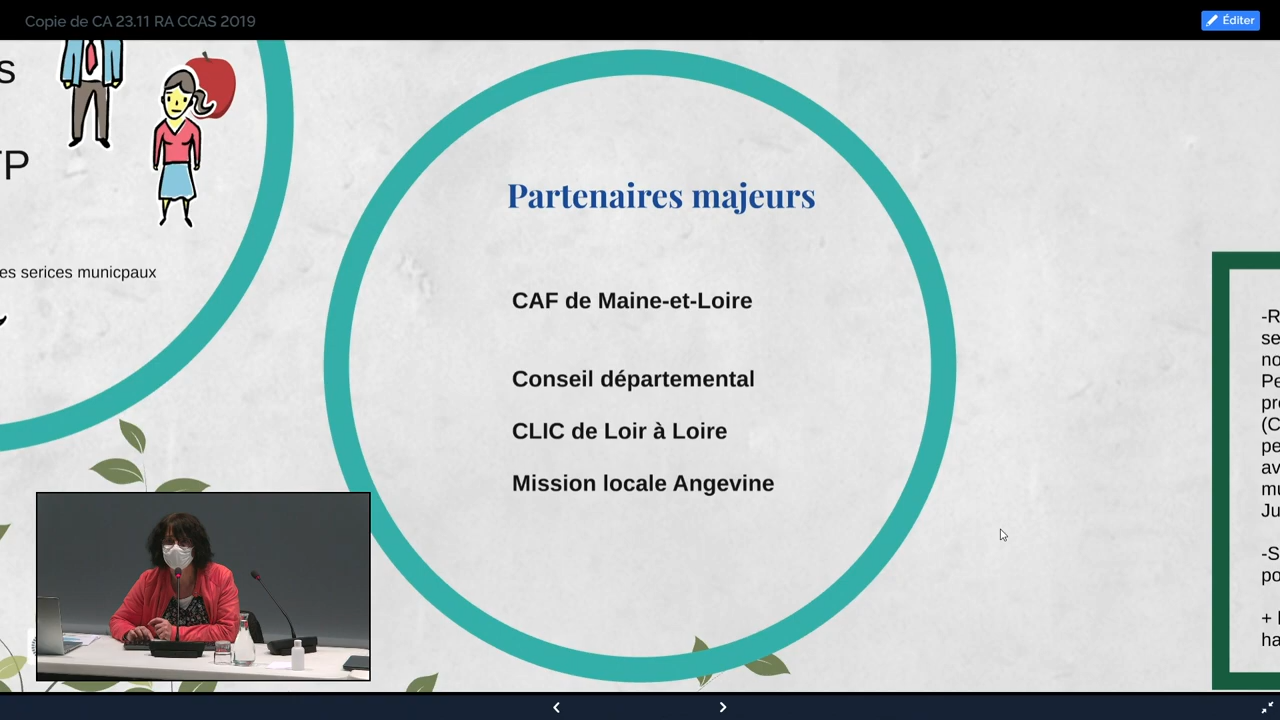 Copie de CA 23.11 RA CCAS 2019
Éditer
s
TP
es serices municpaux
Partenaires majeurs
CAF de Maine-et-Loire
Conseil départemental
CLIC de Loir à Loire
Mission locale Angevine
-R
se
no
Pe
pr
(C
pe
av
mu
Ju
-S
po
+
ha